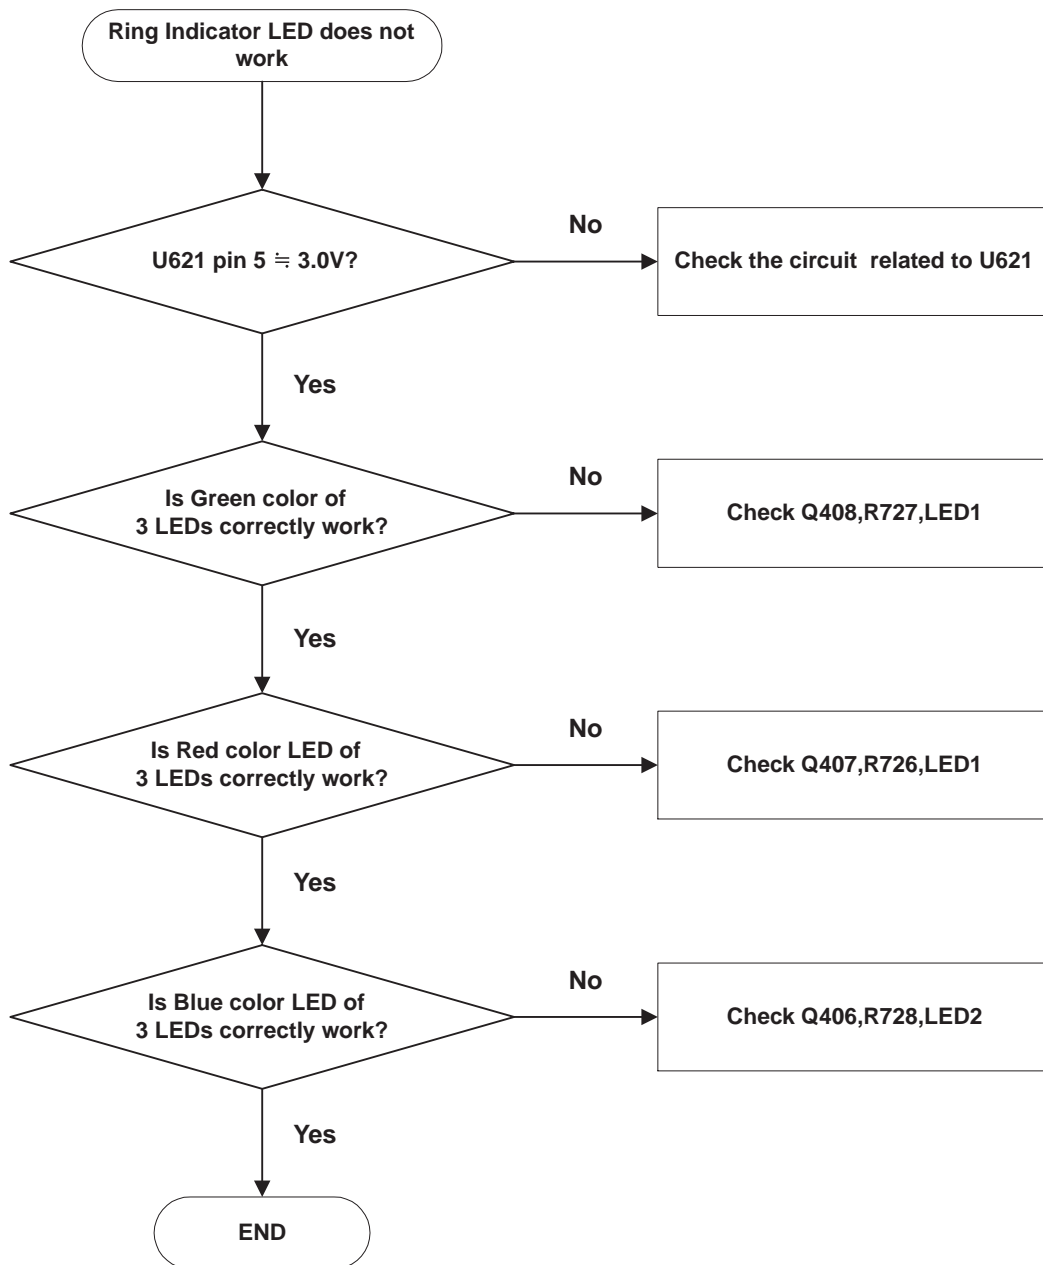 Ring Indicator LED does not
work
U621 pin 5 ≒ 3.0V?
No
Check the circuit  related to U621
Yes
Is Green color of
3 LEDs correctly work?
No
Check Q408,R727,LED1
Yes
Is Red color LED of
3 LEDs correctly work?
No
Check Q407,R726,LED1
Yes
Is Blue color LED of
3 LEDs correctly work?
No
Check Q406,R728,LED2
Yes
END